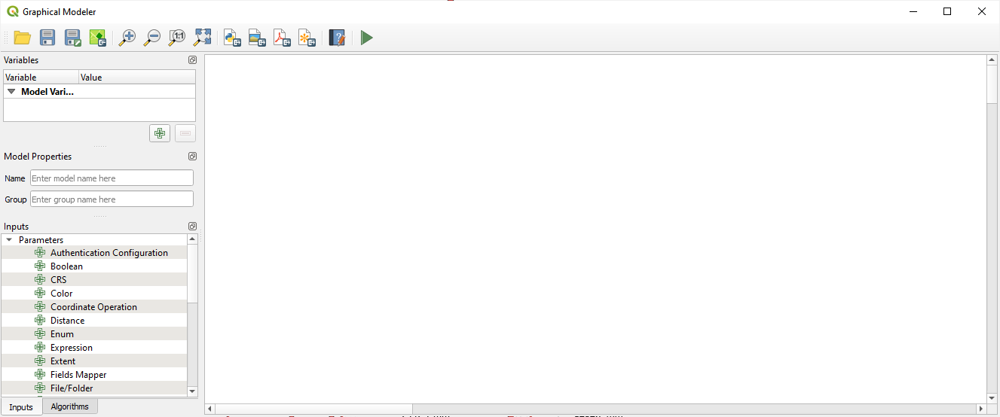 Graphical Modeler
1:1
Variables
Variable Value
Model Vari...
Model Properties
Name Enter model name here
Group Enter group name here
Inputs
Parameters
Authentication Configuration
Boolean
CRS
Color
Coordinate Operation
Distance
Enum
Expression
Extent
Fields Mapper
File/Folder
Inputs Algorithms